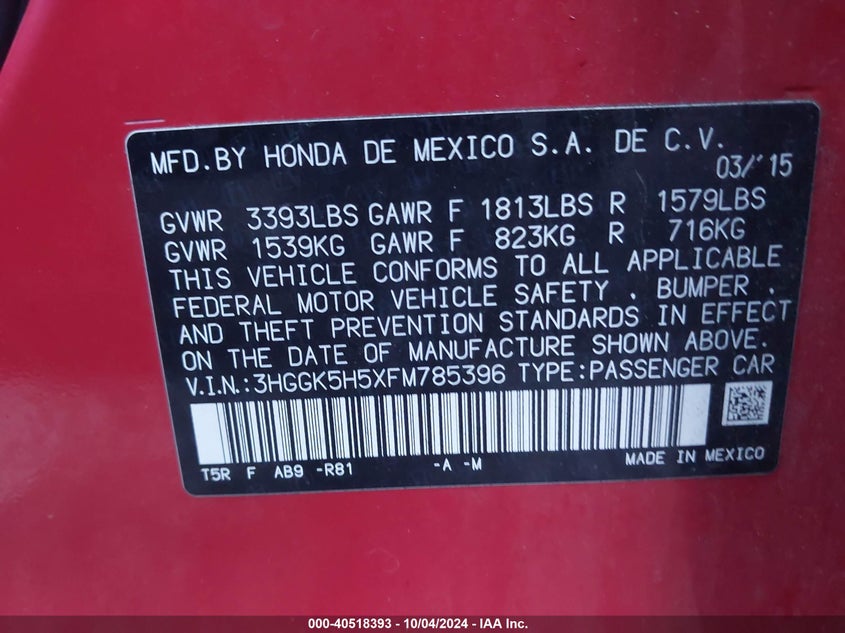 MFD.BY HONDA DE MEXICO S.A. DE C.V.
03/'15
GVWR 3393LBS GAWR F 1813LBS R 1579LBS
GVWR 1539KG GAWR F 823KG R 716KG
THIS VEHICLE CONFORMS TO ALL APPLICABLE
FEDERAL MOTOR VEHICLE SAFETY , BUMPER ,
AND THEFT PREVENTION STANDARDS IN EFFECT
ON THE DATE OF MANUFACTURE SHOWN ABOVE.
V.I.N.:3HGGK5H5XFM785396 TYPE:PASSENGER CAR
T5R F AB9 -R81 -A -M MADE IN MEXICO
000-40518393 - 10/04/2024 - IAA Inc.